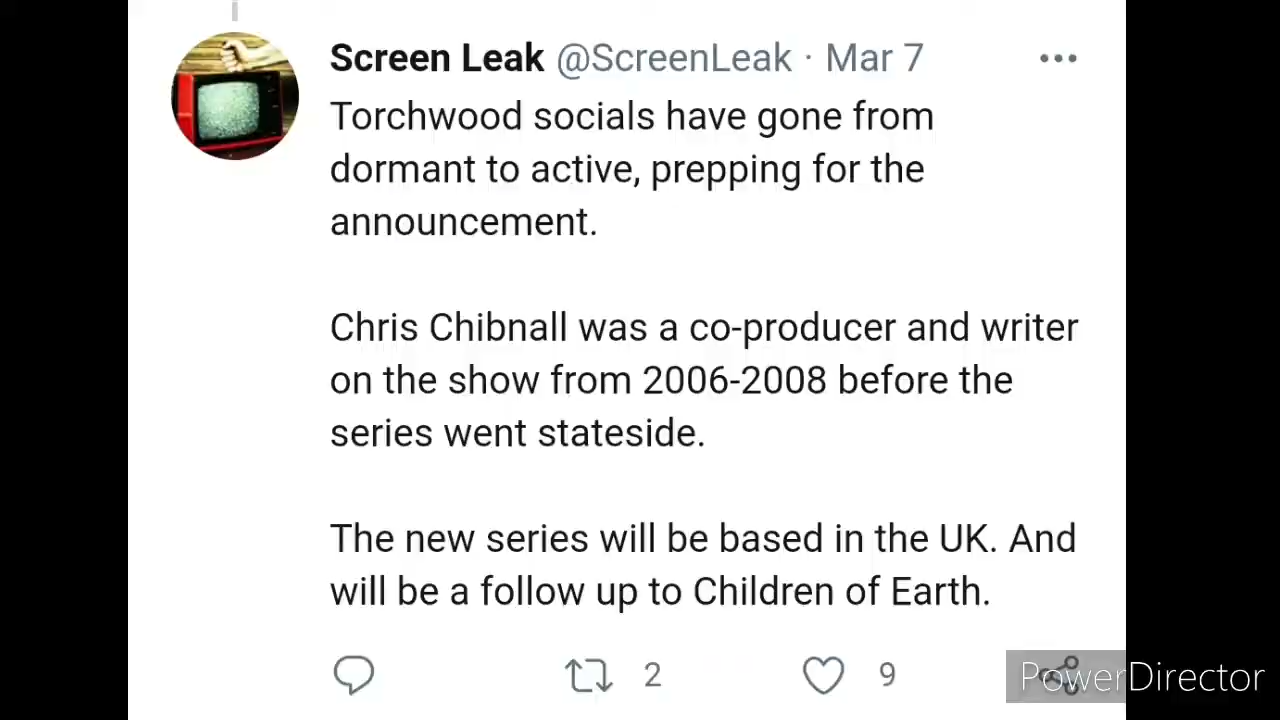 Screen Leak @ScreenLeak · Mar 7
Torchwood socials have gone from
dormant to active, prepping for the
announcement.
Chris Chibnall was a co-producer and writer
on the show from 2006-2008 before the
series went stateside.
The new series will be based in the UK. And
will be a follow up to Children of Earth.
2 9
PowerDirector